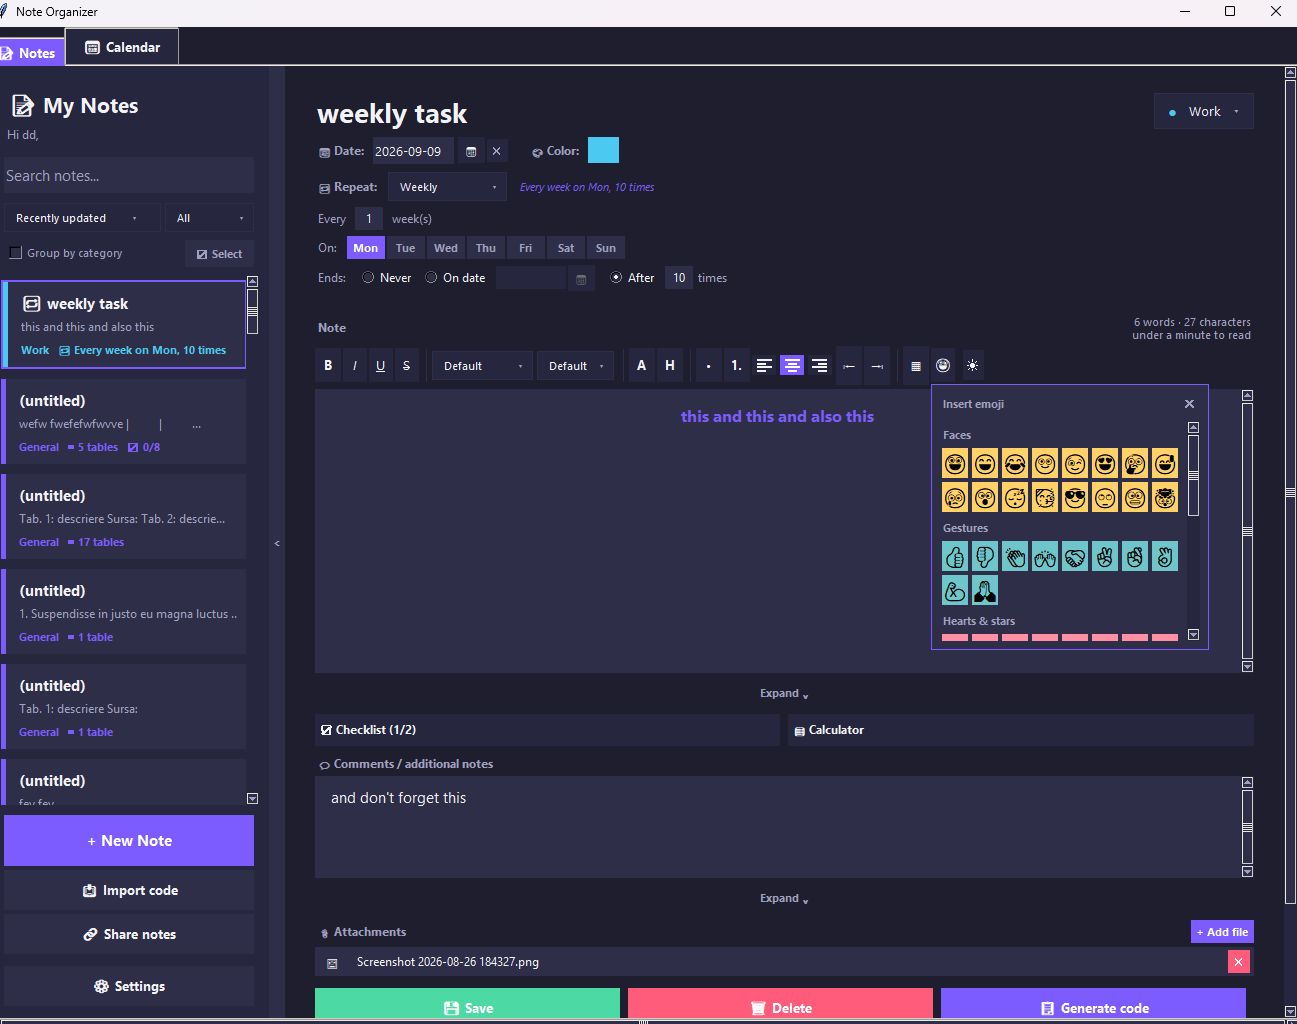 Note Organizer
Notes
Calendar
My Notes
Hi dd,
Search notes...
Recently updated
All
Group by category
Select
weekly task
this and this and also this
Work Every week on Mon, 10 times
(untitled)
wefw fwefefwfwvve | | ...
General 5 tables 0/8
(untitled)
Tab. 1: descriere Sursa: Tab. 2: descrie...
General 17 tables
(untitled)
1. Suspendisse in justo eu magna luctus ..
General 1 table
(untitled)
Tab. 1: descriere Sursa:
General 1 table
(untitled)
+ New Note
Import code
Share notes
Settings
weekly task
Work
Date: 2026-09-09
Color:
Repeat: Weekly Every week on Mon, 10 times
Every 1 week(s)
On: Mon Tue Wed Thu Fri Sat Sun
Ends: Never On date After 10 times
Note
6 words · 27 characters
under a minute to read
B I U S Default Default A H • 1.
this and this and also this
Insert emoji
Faces
Gestures
Hearts & stars
Expand
Checklist (1/2)
Calculator
Comments / additional notes
and don't forget this
Expand
Attachments
+ Add file
Screenshot 2026-08-26 184327.png
Save
Delete
Generate code